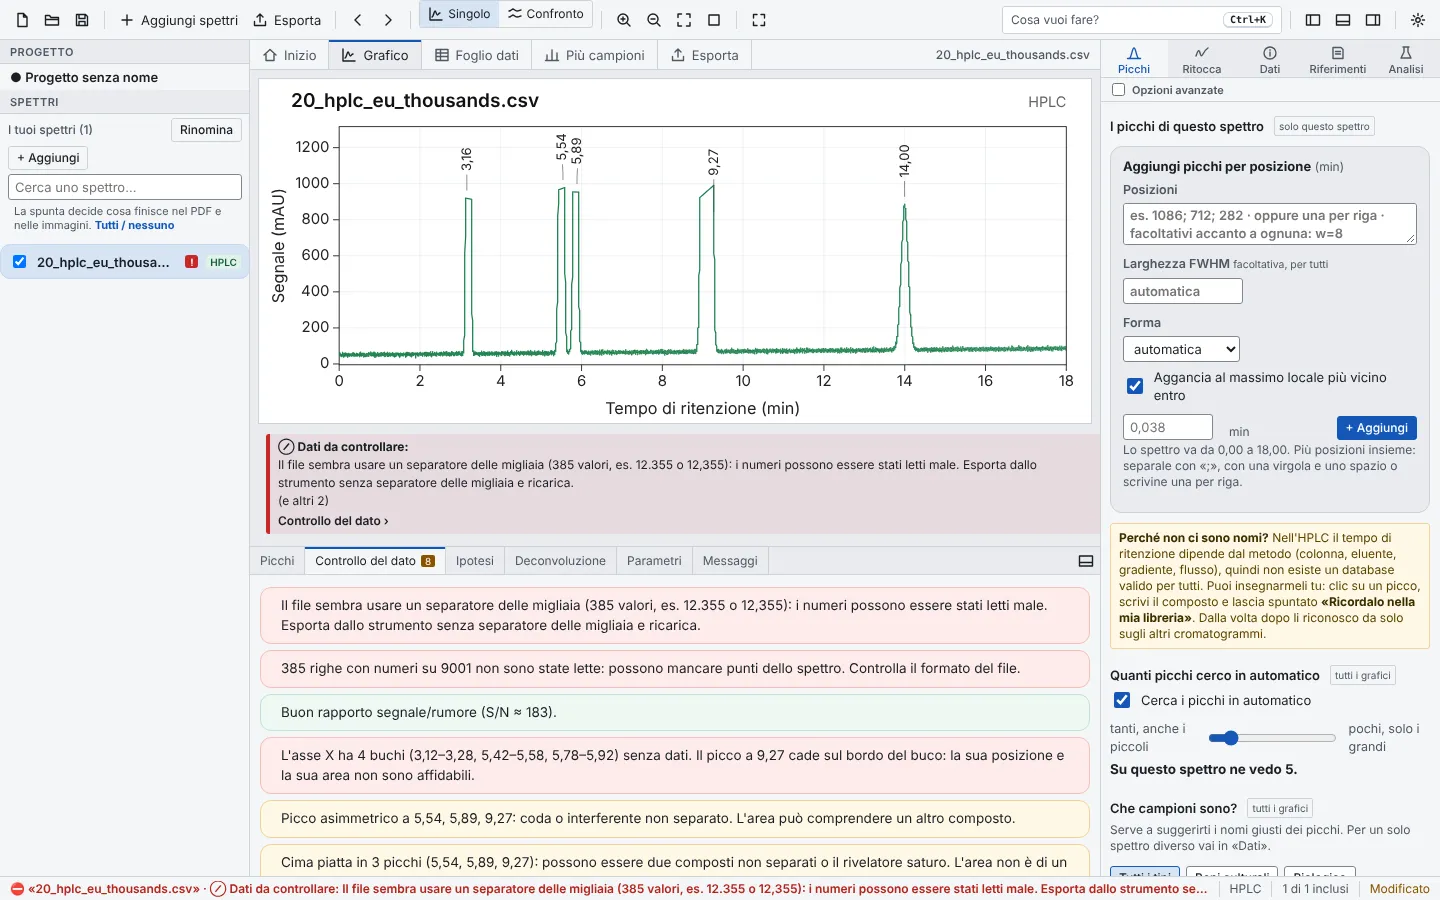 Aggiungi spettri
Esporta
Singolo
Confronto
Cosa vuoi fare?
Ctrl+K
PROGETTO
Progetto senza nome
SPETTRI
I tuoi spettri (1)
Rinomina
+ Aggiungi
Cerca uno spettro...
La spunta decide cosa finisce nel PDF e
nelle immagini. Tutti / nessuno
20_hplc_eu_thousa...
!
HPLC
Inizio
Grafico
Foglio dati
Più campioni
Esporta
20_hplc_eu_thousands.csv
20_hplc_eu_thousands.csv
HPLC
Segnale (mAU)
1200
1000
800
600
400
200
0
3,16
5,54
5,89
9,27
14,00
0 2 4 6 8 10 12 14 16 18
Tempo di ritenzione (min)
Dati da controllare:
Il file sembra usare un separatore delle migliaia (385 valori, es. 12.355 o 12,355): i numeri possono essere stati letti male. Esporta dallo
strumento senza separatore delle migliaia e ricarica.
(e altri 2)
Controllo del dato ›
Picchi
Controllo del dato 8
Ipotesi
Deconvoluzione
Parametri
Messaggi
Il file sembra usare un separatore delle migliaia (385 valori, es. 12.355 o 12,355): i numeri possono essere stati letti male.
Esporta dallo strumento senza separatore delle migliaia e ricarica.
385 righe con numeri su 9001 non sono state lette: possono mancare punti dello spettro. Controlla il formato del file.
Buon rapporto segnale/rumore (S/N ≈ 183).
L'asse X ha 4 buchi (3,12–3,28, 5,42–5,58, 5,78–5,92) senza dati. Il picco a 9,27 cade sul bordo del buco: la sua posizione e
la sua area non sono affidabili.
Picco asimmetrico a 5,54, 5,89, 9,27: coda o interferente non separato. L'area può comprendere un altro composto.
Cima piatta in 3 picchi (5,54, 5,89, 9,27): possono essere due composti non separati o il rivelatore saturo. L'area non è di un
Picchi
Ritocca
Dati
Riferimenti
Analisi
Opzioni avanzate
I picchi di questo spettro
solo questo spettro
Aggiungi picchi per posizione (min)
Posizioni
es. 1086; 712; 282 · oppure una per riga ·
facoltativi accanto a ognuna: w=8
Larghezza FWHM facoltativa, per tutti
automatica
Forma
automatica
Aggancia al massimo locale più vicino
entro
0,038
min
+ Aggiungi
Lo spettro va da 0,00 a 18,00. Più posizioni insieme:
separale con «;», con una virgola e uno spazio o
scrivine una per riga.
Perché non ci sono nomi? Nell'HPLC il tempo di
ritenzione dipende dal metodo (colonna, eluente,
gradiente, flusso), quindi non esiste un database
valido per tutti. Puoi insegnarmeli tu: clic su un picco,
scrivi il composto e lascia spuntato «Ricordalo nella
mia libreria». Dalla volta dopo li riconosco da solo
sugli altri cromatogrammi.
Quanti picchi cerco in automatico
tutti i grafici
Cerca i picchi in automatico
tanti, anche i
piccoli
pochi, solo i
grandi
Su questo spettro ne vedo 5.
Che campioni sono?
tutti i grafici
Serve a suggerirti i nomi giusti dei picchi. Per un solo
spettro diverso vai in «Dati».
Tutti i tipi
Beni culturali
Biologico
«20_hplc_eu_thousands.csv» · Dati da controllare: Il file sembra usare un separatore delle migliaia (385 valori, es. 12.355 o 12,355): i numeri possono essere stati letti male. Esporta dallo strumento se...
HPLC
1 di 1 inclusi
Modificato